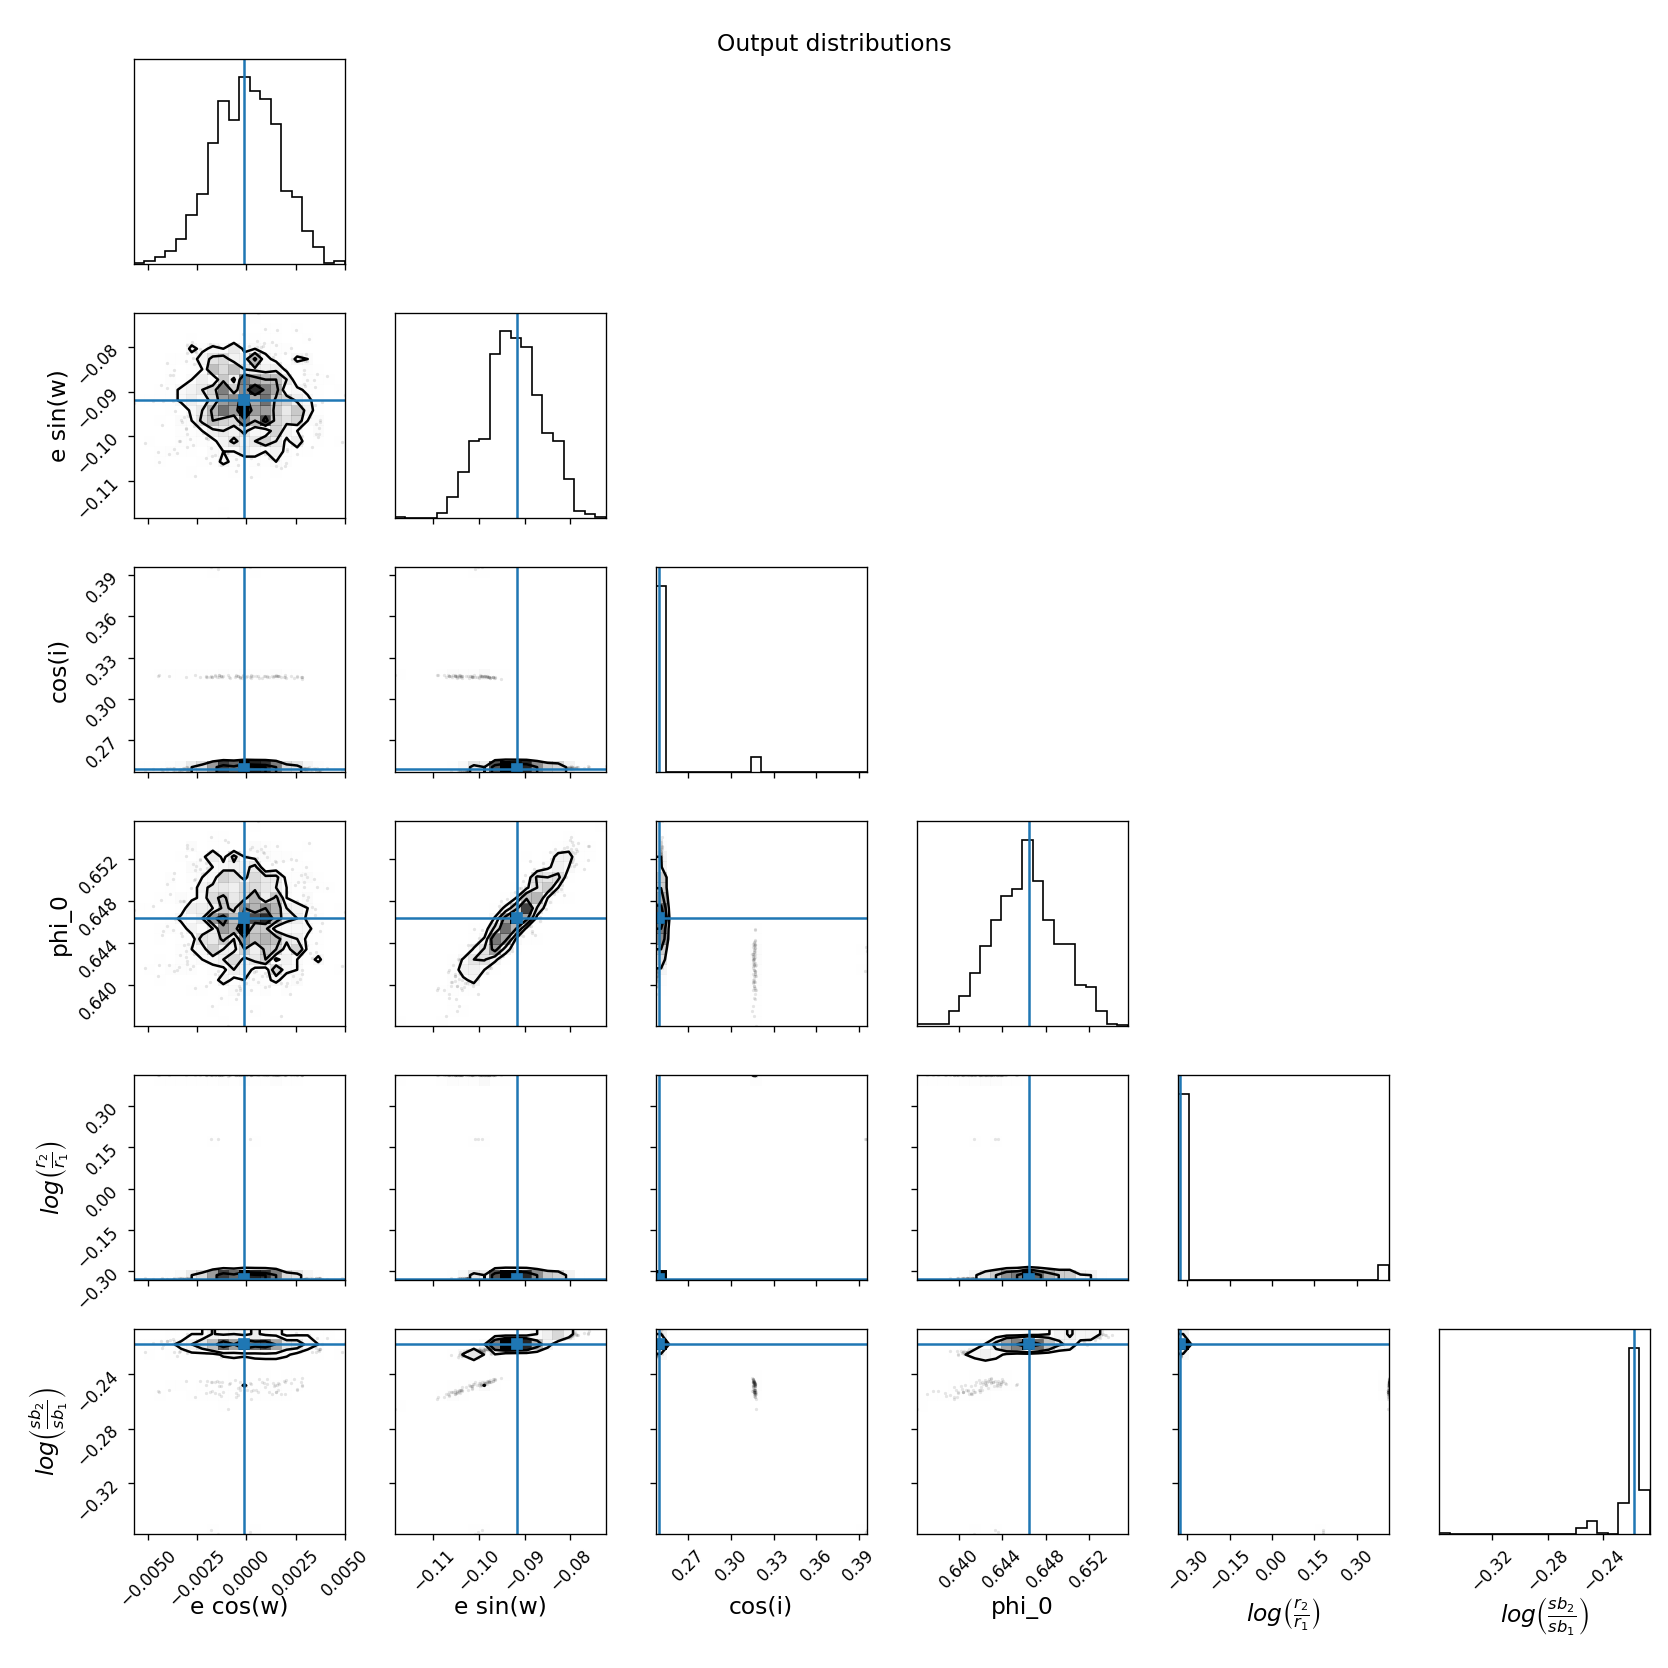 Output distributions
e sin(w)
−0.08
−0.09
−0.10
−0.11
cos(i)
0.39
0.36
0.33
0.30
0.27
phi_0
0.652
0.648
0.644
0.640
log(r₂/r₁)
0.30
0.15
0.00
−0.15
−0.30
log(sb₂/sb₁)
−0.24
−0.28
−0.32
−0.0050 −0.0025 0.0000 0.0025 0.0050
−0.11 −0.10 −0.09 −0.08
0.27 0.30 0.33 0.36 0.39
0.640 0.644 0.648 0.652
−0.30 −0.15 0.00 0.15 0.30
−0.32 −0.28 −0.24
e cos(w)
e sin(w)
cos(i)
phi_0
log(r₂/r₁)
log(sb₂/sb₁)